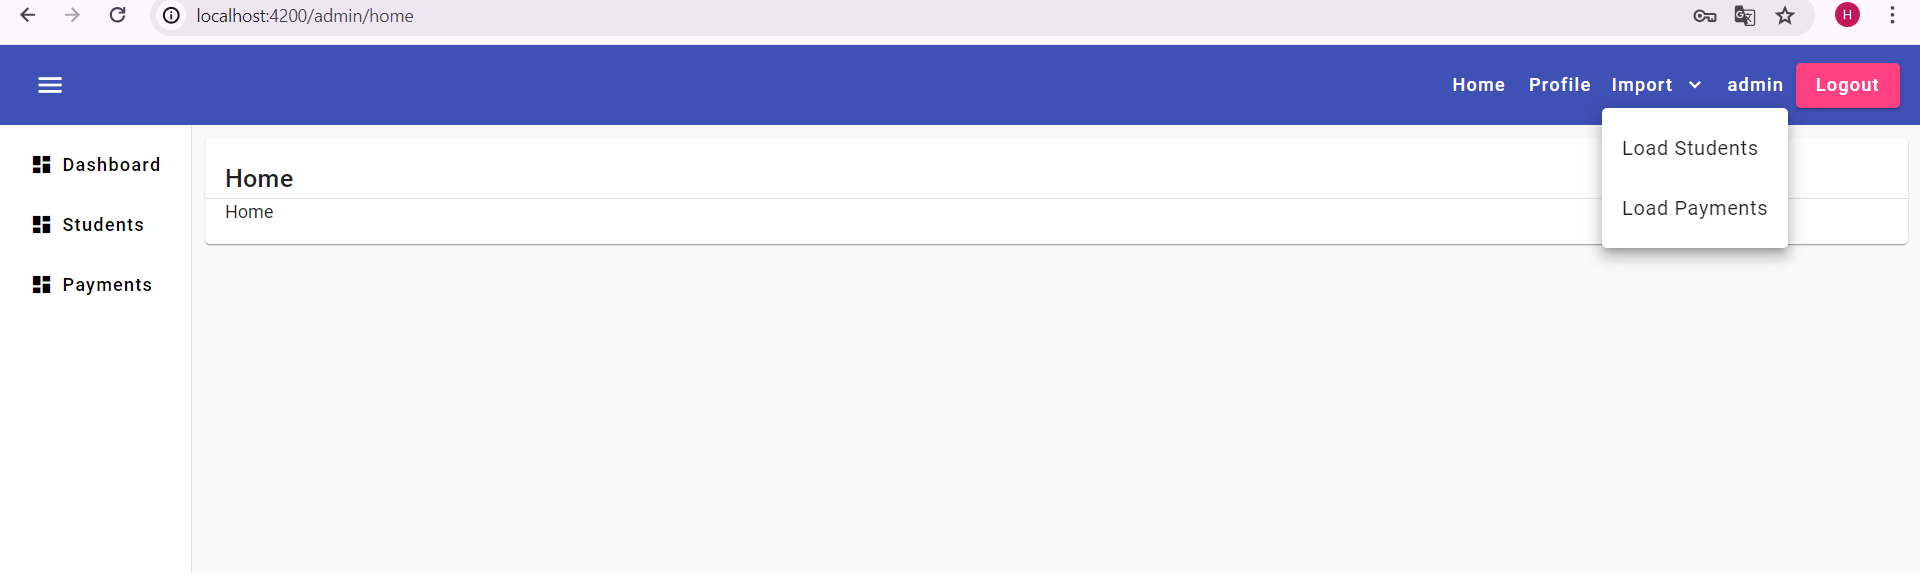 localhost:4200/admin/home
H
Home Profile Import admin Logout
Load Students
Load Payments
Dashboard
Students
Payments
Home
Home